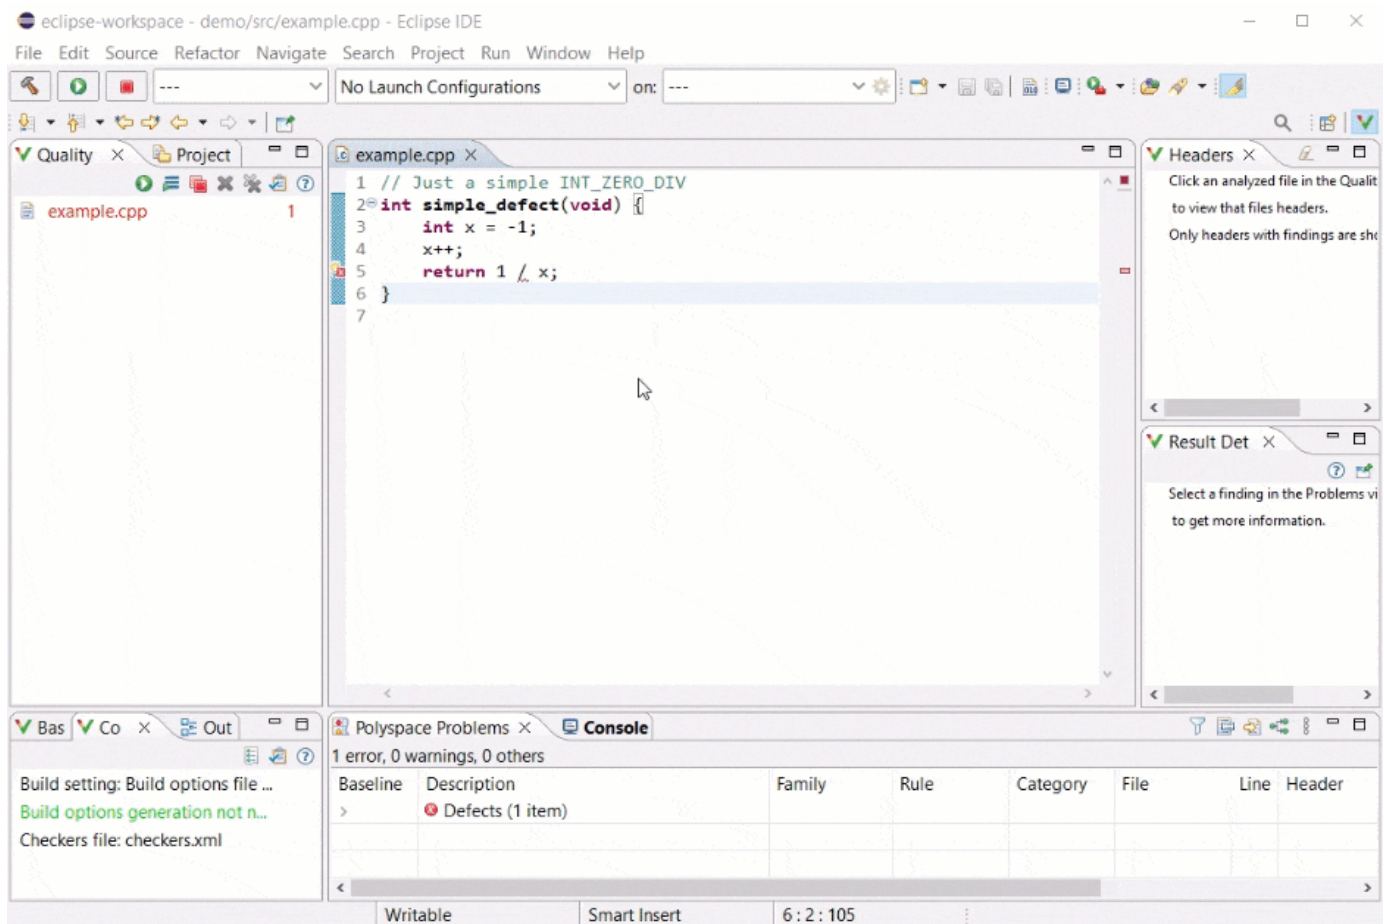 eclipse-workspace - demo/src/example.cpp - Eclipse IDE
File Edit Source Refactor Navigate Search Project Run Window Help
--- No Launch Configurations on: ---
Quality Project
example.cpp 1
example.cpp
1 // Just a simple INT_ZERO_DIV
2 int simple_defect(void) {
3 int x = -1;
4 x++;
5 return 1 / x;
6 }
7
Headers
Click an analyzed file in the Qualit
to view that files headers.
Only headers with findings are sho
Result Det
Select a finding in the Problems vi
to get more information.
Bas Co Out
Build setting: Build options file ...
Build options generation not n...
Checkers file: checkers.xml
Polyspace Problems Console
1 error, 0 warnings, 0 others
Baseline Description Family Rule Category File Line Header
Defects (1 item)
Writable Smart Insert 6 : 2 : 105